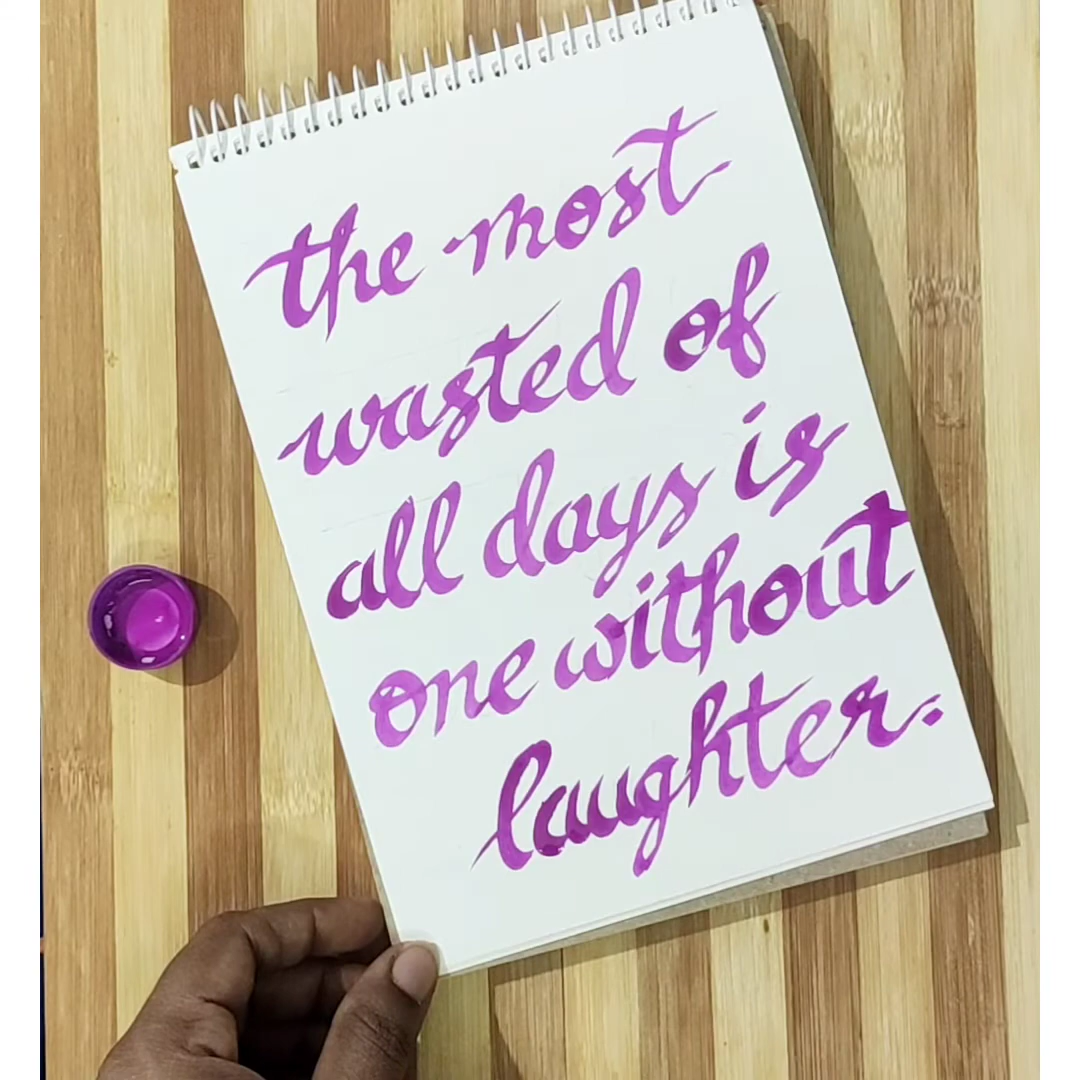 the most
wasted of
all days is
one without
laughter.